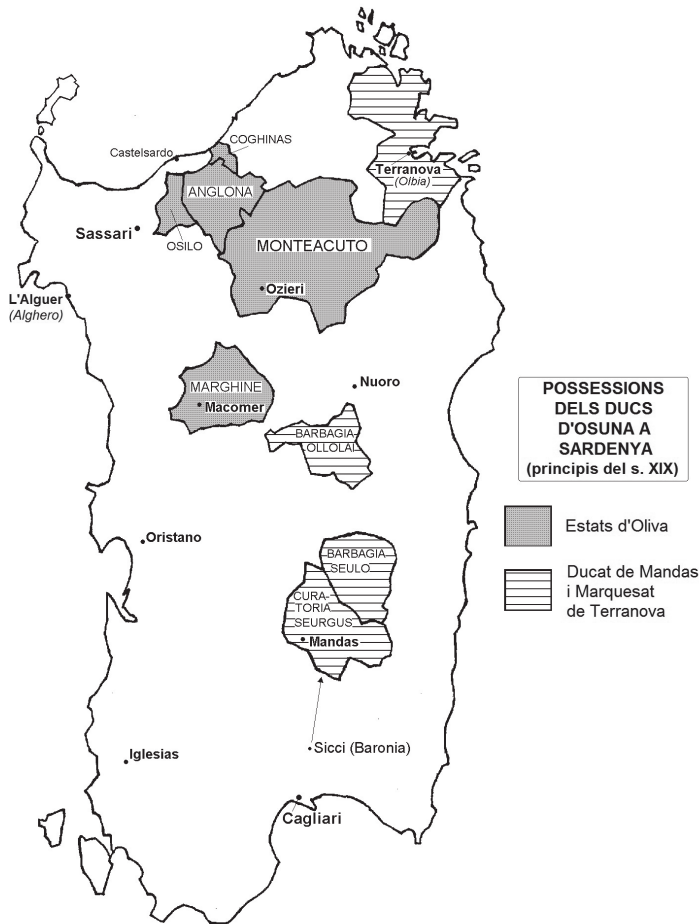 COGHINAS
Castelsardo
Terranova
(Olbia)
ANGLONA
Sassari
OSILO
MONTEACUTO
Ozieri
L'Alguer
(Alghero)
MARGHINE
Macomer
Nuoro
BARBAGIA
OLLOLAI
POSSESSIONS
DELS DUCS
D'OSUNA A
SARDENYA
(principis del s. XIX)
Estats d'Oliva
Ducat de Mandas
i Marquesat
de Terranova
Oristano
BARBAGIA
SEULO
CURA-
TORIA
SEURGUS
Mandas
Sicci (Baronia)
Iglesias
Cagliari